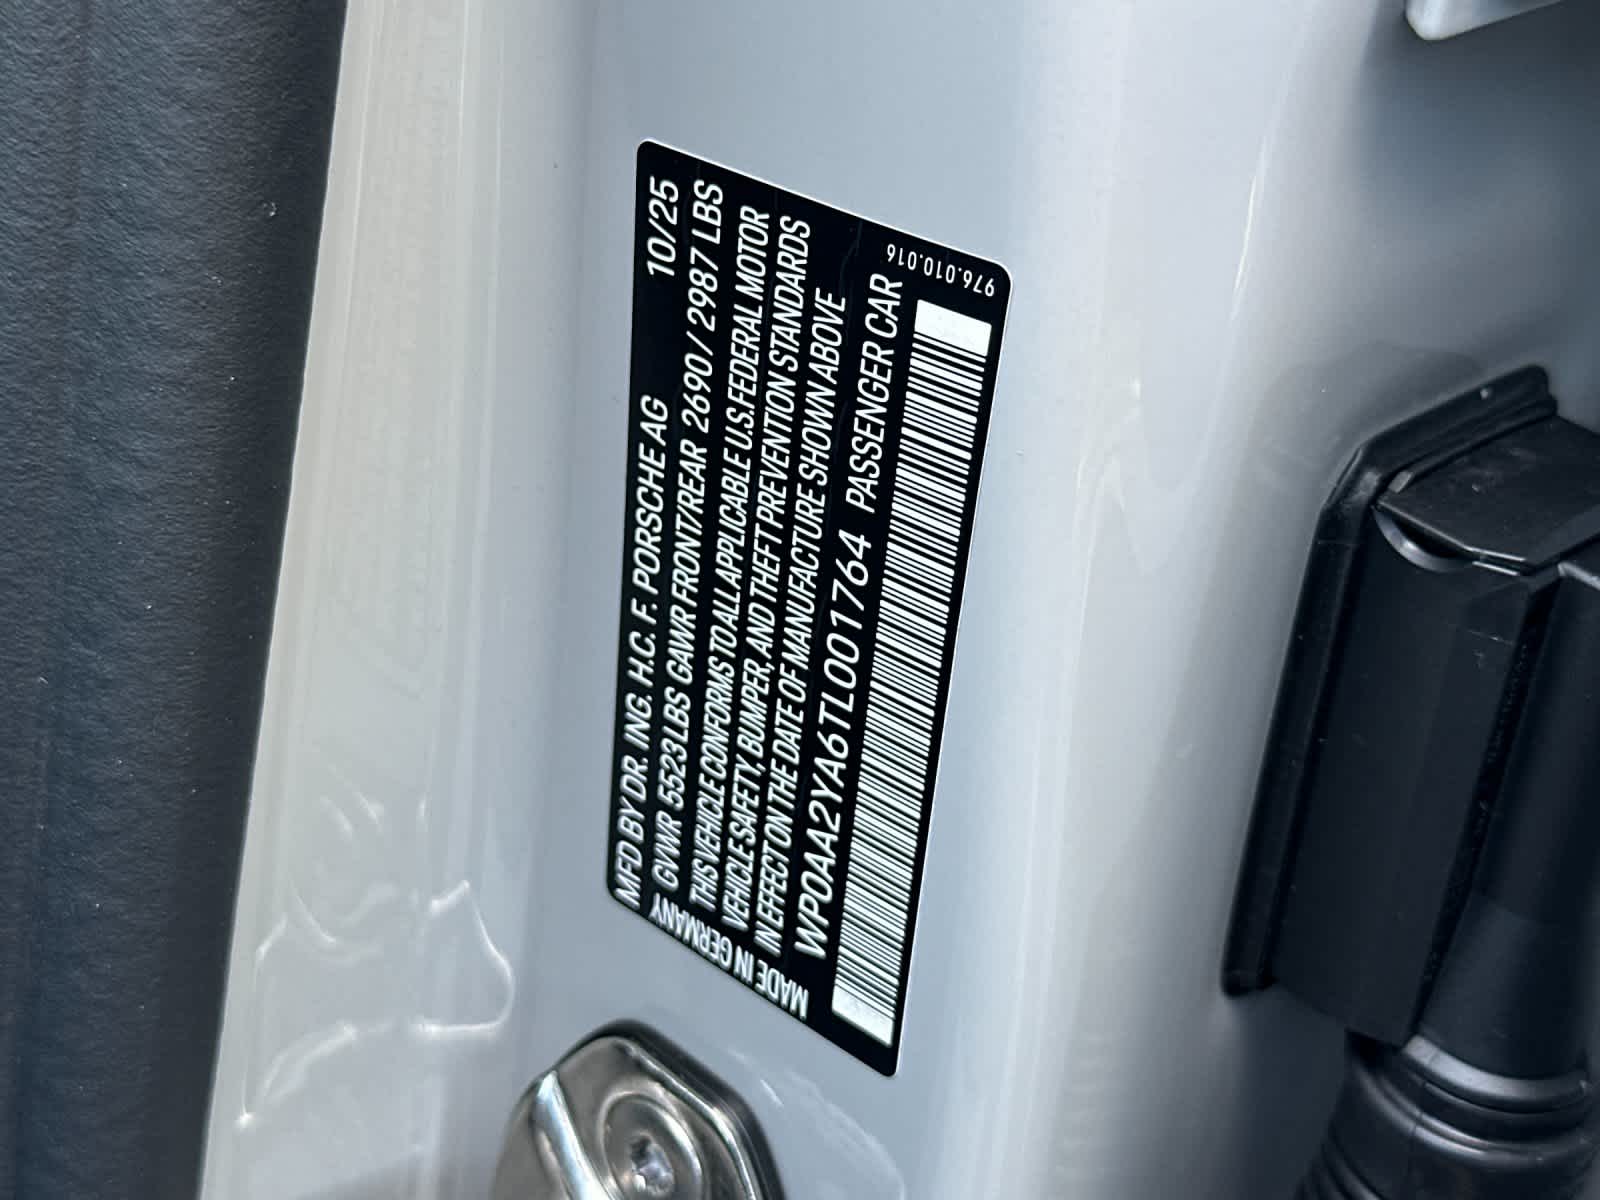 MFD BY DR. ING. H.C. F. PORSCHE AG 10/25
GVWR 5523 LBS GAWR FRONT/REAR 2690 / 2987 LBS
THIS VEHICLE CONFORMS TO ALL APPLICABLE U.S. FEDERAL MOTOR
VEHICLE SAFETY, BUMPER, AND THEFT PREVENTION STANDARDS
IN EFFECT ON THE DATE OF MANUFACTURE SHOWN ABOVE
WP0AA2YA6TL001764 PASSENGER CAR
MADE IN GERMANY
976.010.016